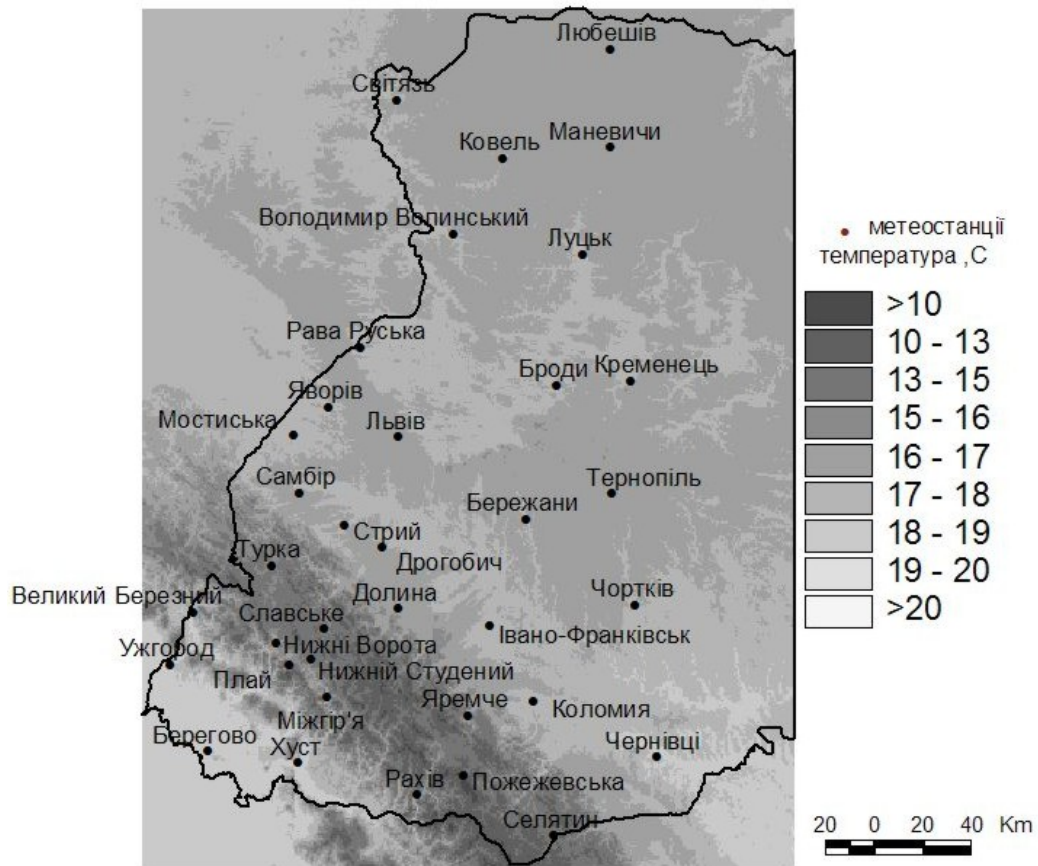 Любешів
Світязь
Маневичи
Ковель
Володимир Волинський
Луцьк
Рава Руська
Броди
Кременець
Яворів
Мостиська
Львів
Самбір
Тернопіль
Бережани
Стрий
Турка
Дрогобич
Великий Березний
Долина
Чортків
Славське
Івано-Франківськ
Ужгород
Нижні Ворота
Плай
Нижній Студений
Яремче
Міжгір'я
Коломия
Берегово
Хуст
Чернівці
Рахів
Пожежевська
Селятин
метеостанції
температура ,С
>10
10 - 13
13 - 15
15 - 16
16 - 17
17 - 18
18 - 19
19 - 20
>20
20 0 20 40 Km